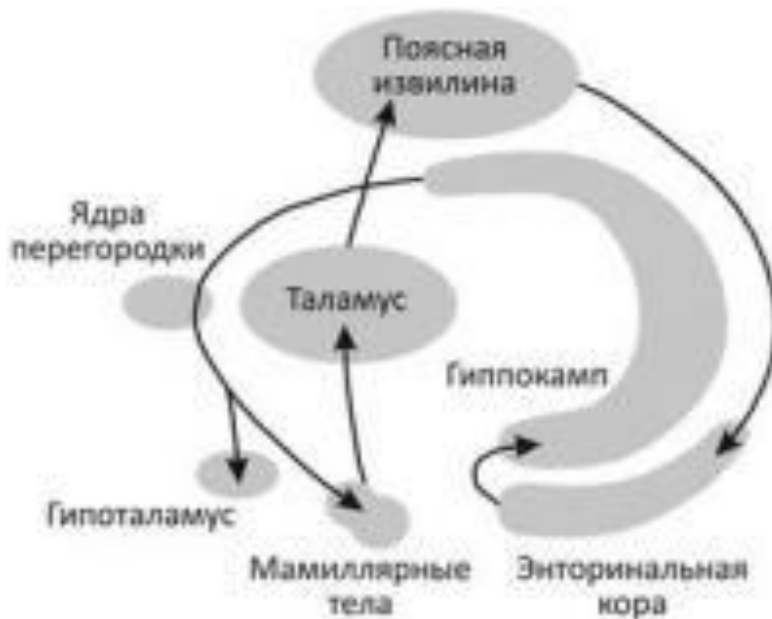 Поясная
извилина
Ядра
перегородки
Таламус
Гиппокамп
Гипоталамус
Мамиллярные
тела
Энторинальная
кора